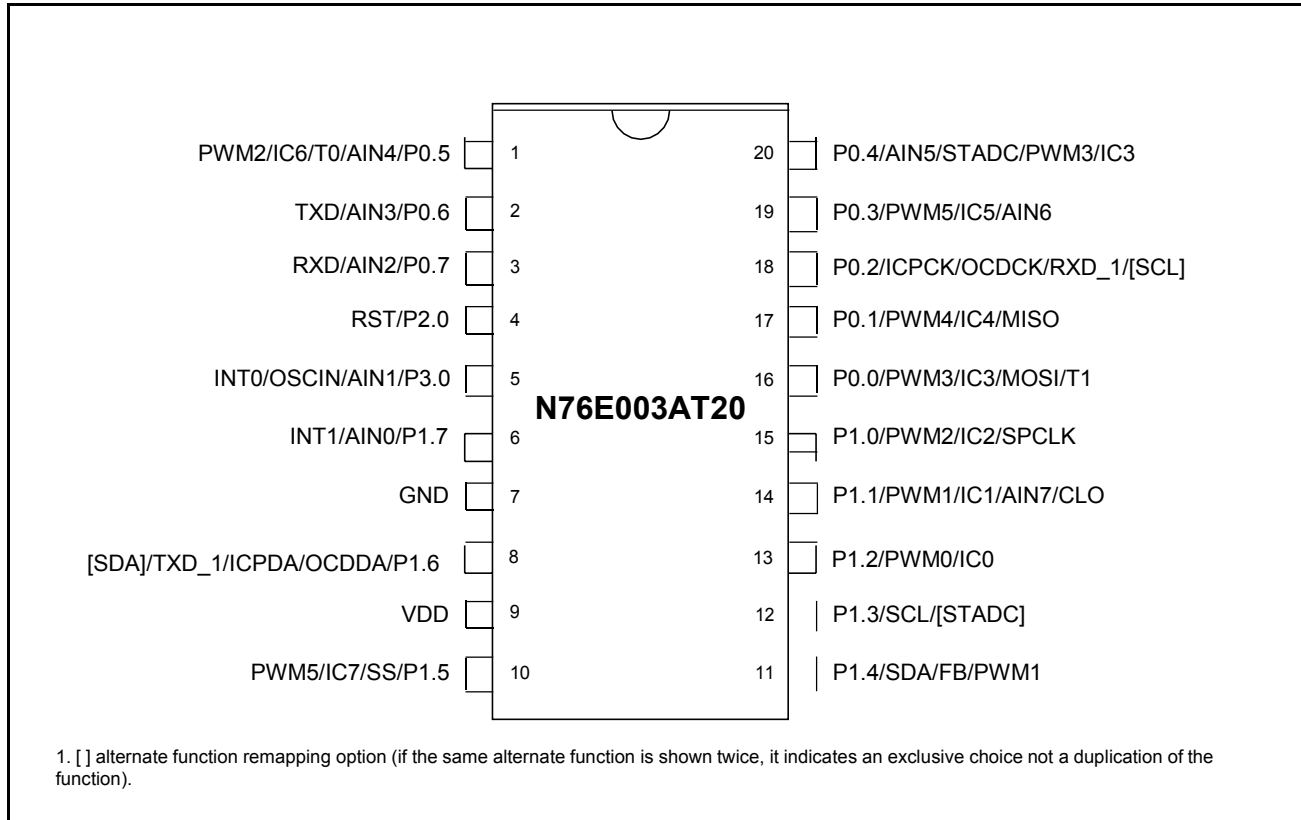 PWM2/IC6/T0/AIN4/P0.5 1 20 P0.4/AIN5/STADC/PWM3/IC3
TXD/AIN3/P0.6 2 19 P0.3/PWM5/IC5/AIN6
RXD/AIN2/P0.7 3 18 P0.2/ICPCK/OCDCK/RXD_1/[SCL]
RST/P2.0 4 17 P0.1/PWM4/IC4/MISO
INT0/OSCIN/AIN1/P3.0 5 16 P0.0/PWM3/IC3/MOSI/T1
N76E003AT20
INT1/AIN0/P1.7 6 15 P1.0/PWM2/IC2/SPCLK
GND 7 14 P1.1/PWM1/IC1/AIN7/CLO
[SDA]/TXD_1/ICPDA/OCDDA/P1.6 8 13 P1.2/PWM0/IC0
VDD 9 12 P1.3/SCL/[STADC]
PWM5/IC7/SS/P1.5 10 11 P1.4/SDA/FB/PWM1
1. [ ] alternate function remapping option (if the same alternate function is shown twice, it indicates an exclusive choice not a duplication of the
function).